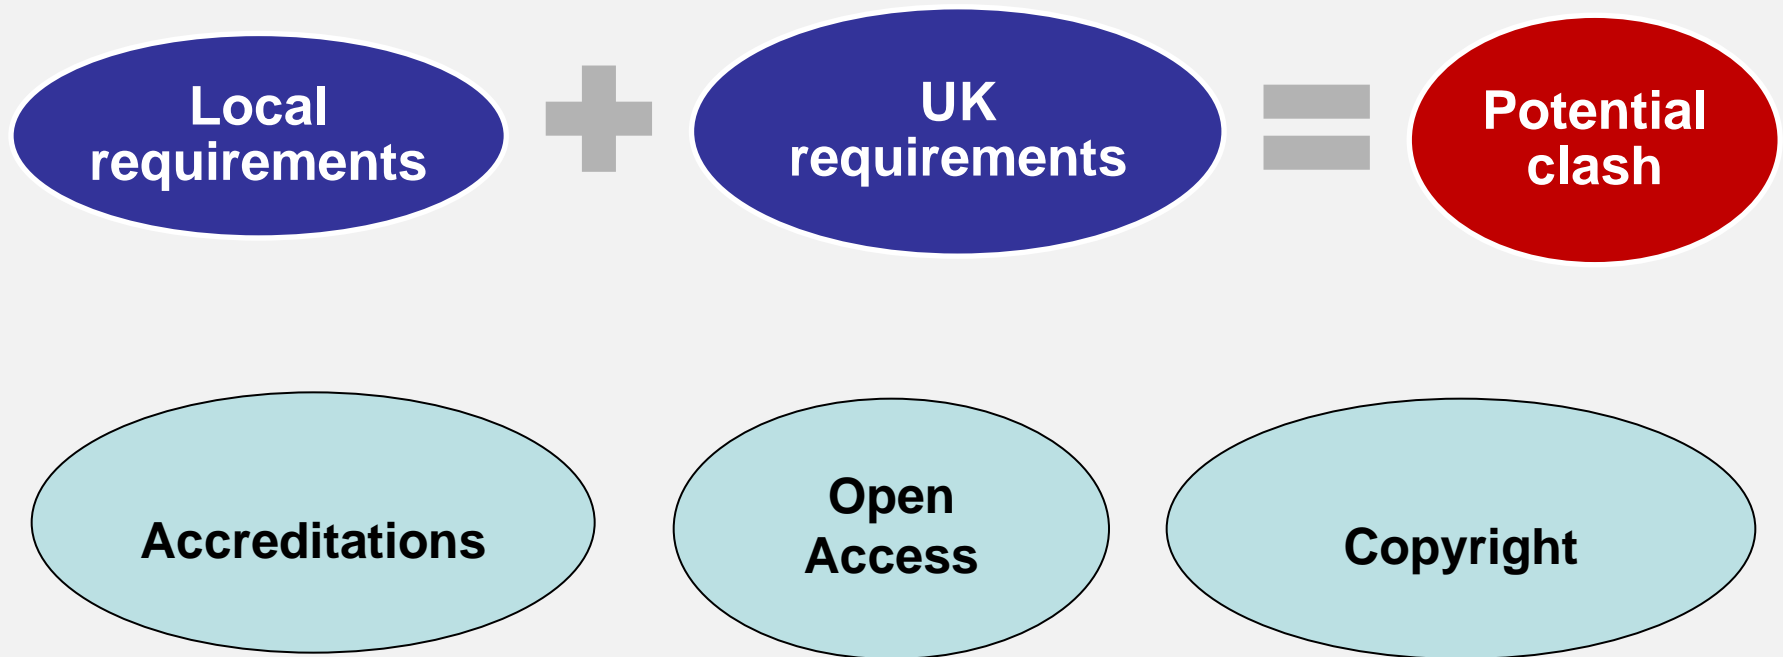 Local
requirements
UK
requirements
Potential
clash
Accreditations
Open
Access
Copyright